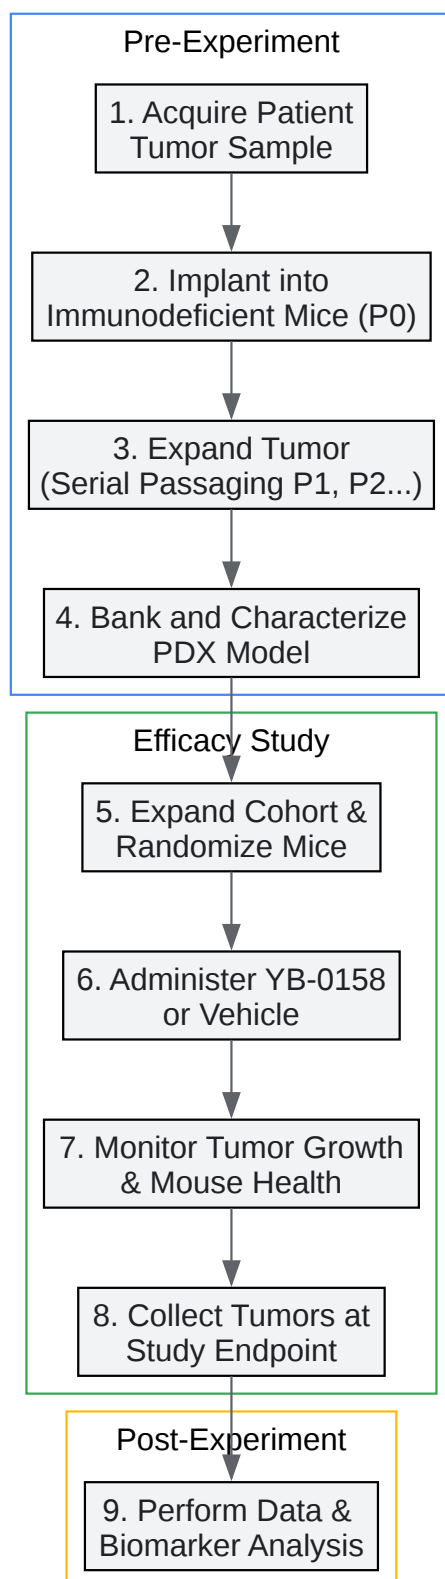 Pre-Experiment
1. Acquire Patient
Tumor Sample
2. Implant into
Immunodeficient Mice (P0)
3. Expand Tumor
(Serial Passaging P1, P2...)
4. Bank and Characterize
PDX Model
Efficacy Study
5. Expand Cohort &
Randomize Mice
6. Administer YB-0158
or Vehicle
7. Monitor Tumor Growth
& Mouse Health
8. Collect Tumors at
Study Endpoint
Post-Experiment
9. Perform Data &
Biomarker Analysis